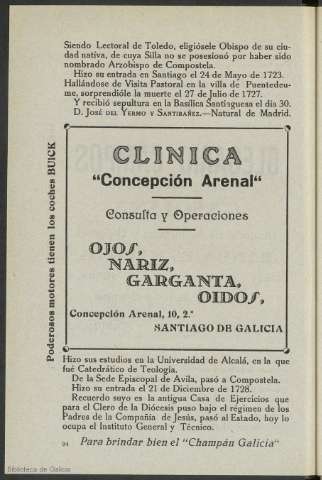 Siendo Lectoral de Toledo, eligiósele Obispo de su ciu-
dad nativa, de cuya Silla no se posesionó por haber sido
nombrado Arzobispo de Compostela.
Hizo su entrada en Santiago el 24 de Mayo de 1723.
Hallándose de Visita Pastoral en la villa de Puentedeu-
me, sorprendióle la muerte el 27 de Julio de 1727.
Y recibió sepultura en la Basílica Santiaguesa el día 30.
D. José del Yermo y Santibañez.—Natural de Madrid.
Poderosos motores tienen los coches BUICK
CLINICA
"Concepción Arenal"
Consulta y Operaciones
OJOS,
NARIZ,
GARGANTA,
OIDOS,
Concepción Arenal, 10, 2.º
SANTIAGO DE GALICIA
Hizo sus estudios en la Universidad de Alcalá, en la que
fué Catedrático de Teología.
De la Sede Episcopal de Avila, pasó a Compostela.
Hizo su entrada el 21 de Diciembre de 1728.
Recuerdo suyo es la antigua Casa de Ejercicios que
para el Clero de la Diócesis puso bajo el régimen de los
Padres de la Compañía de Jesús, pasó al Estado, hoy lo
ocupa el Instituto General y Técnico.
94 Para brindar bien el "Champán Galicia"
Biblioteca de Galicia